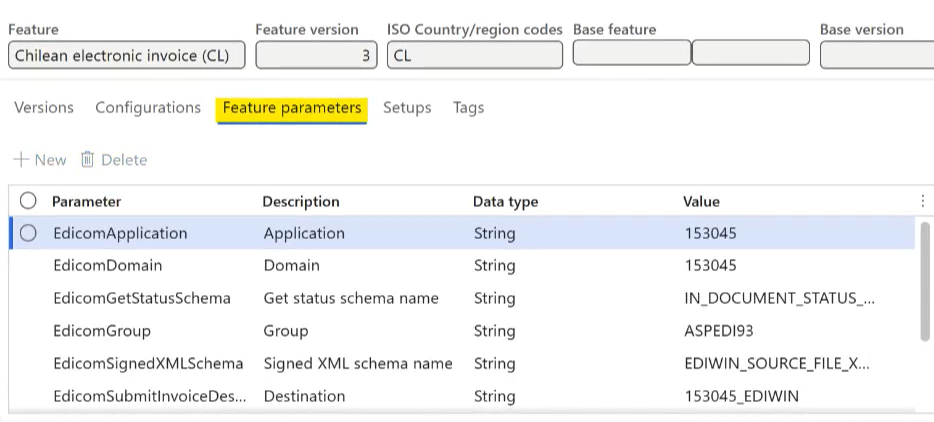 Feature Feature version ISO Country/region codes Base feature Base version
Chilean electronic invoice (CL) 3 CL
Versions Configurations Feature parameters Setups Tags
New Delete
Parameter Description Data type Value
EdicomApplication Application String 153045
EdicomDomain Domain String 153045
EdicomGetStatusSchema Get status schema name String IN_DOCUMENT_STATUS_...
EdicomGroup Group String ASPEDI93
EdicomSignedXMLSchema Signed XML schema name String EDIWIN_SOURCE_FILE_X...
EdicomSubmitInvoiceDes... Destination String 153045_EDIWIN